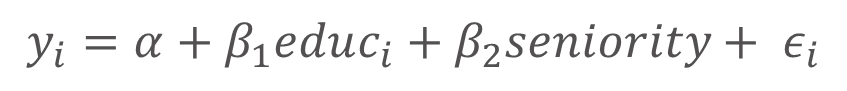 yᵢ = α + β₁educᵢ + β₂seniority + ϵᵢ